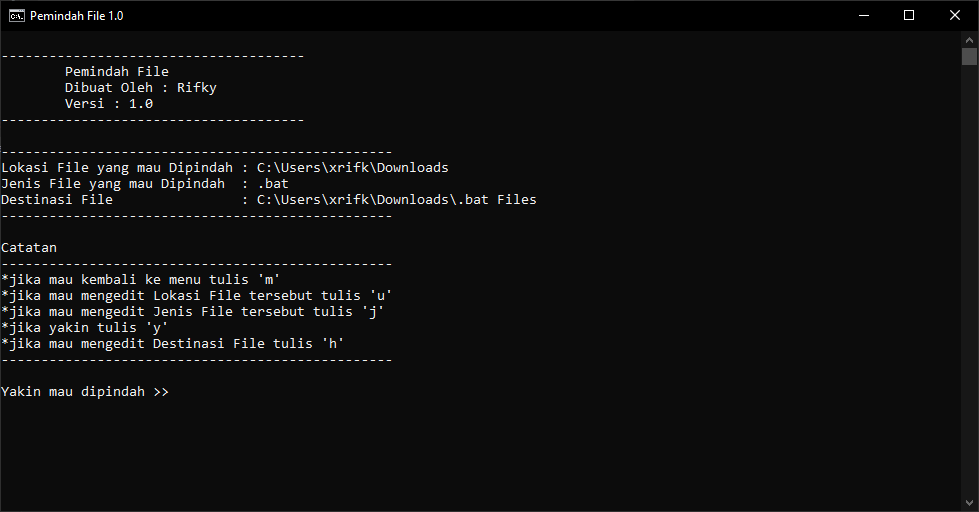 Pemindah File 1.0
-------------------------------------
Pemindah File
Dibuat Oleh : Rifky
Versi : 1.0
-------------------------------------
-------------------------------------------------
Lokasi File yang mau Dipindah : C:\Users\xrifk\Downloads
Jenis File yang mau Dipindah  : .bat
Destinasi File                : C:\Users\xrifk\Downloads\.bat Files
-------------------------------------------------
Catatan
-------------------------------------------------
*jika mau kembali ke menu tulis 'm'
*jika mau mengedit Lokasi File tersebut tulis 'u'
*jika mau mengedit Jenis File tersebut tulis 'j'
*jika yakin tulis 'y'
*jika mau mengedit Destinasi File tulis 'h'
-------------------------------------------------
Yakin mau dipindah >>